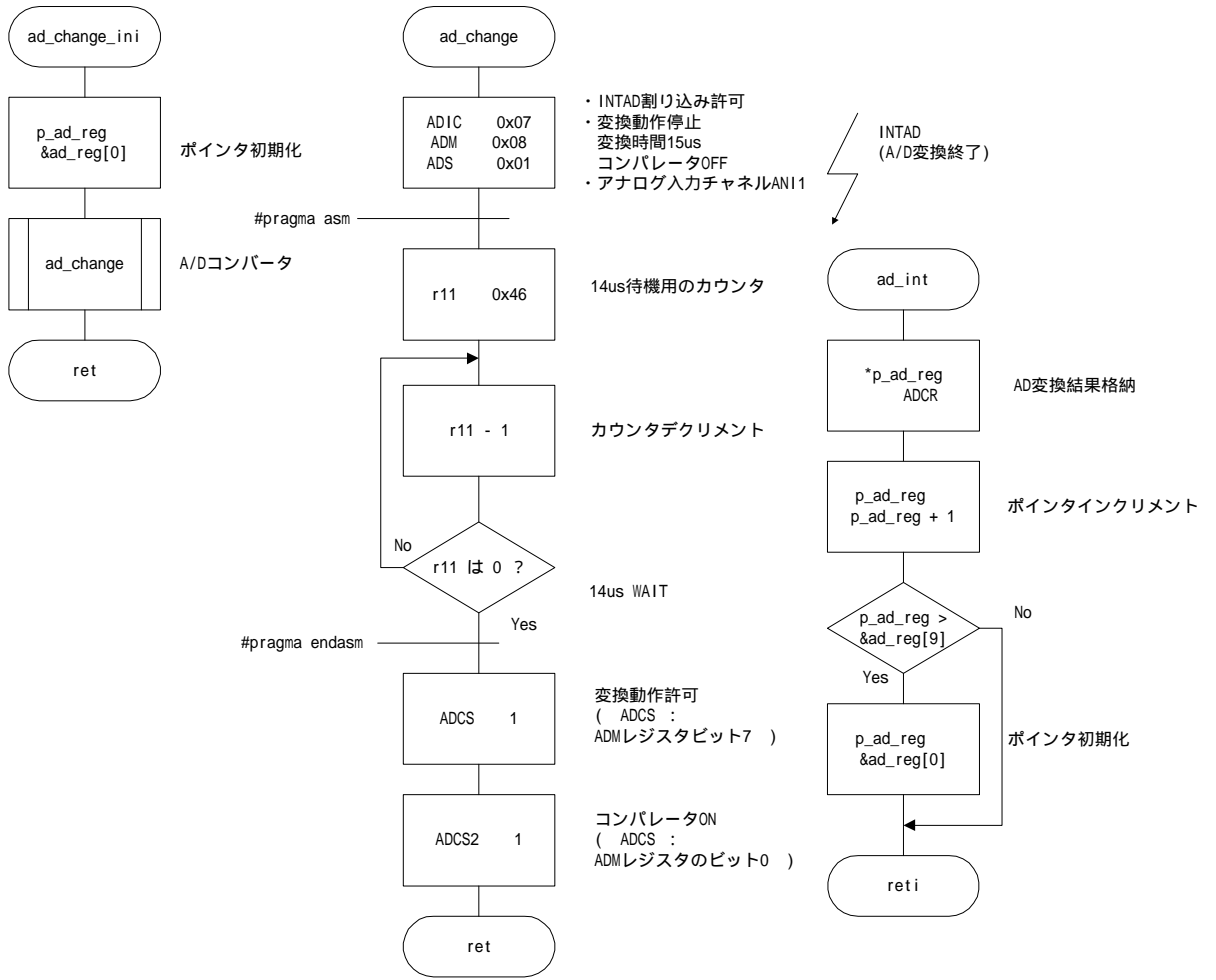 ad_change_ini
p_ad_reg
&ad_reg[0]
ポインタ初期化
ad_change
A/Dコンバータ
ret
ad_change
ADIC 0x07
ADM 0x08
ADS 0x01
・INTAD割り込み許可
・変換動作停止
変換時間15us
コンパレータOFF
・アナログ入力チャネルANI1
#pragma asm
r11 0x46
14us待機用のカウンタ
r11 - 1
カウンタデクリメント
No
r11 は 0 ?
14us WAIT
Yes
#pragma endasm
ADCS 1
変換動作許可
( ADCS :
ADMレジスタビット7 )
ADCS2 1
コンパレータON
( ADCS :
ADMレジスタのビット0 )
ret
INTAD
(A/D変換終了)
ad_int
*p_ad_reg
ADCR
AD変換結果格納
p_ad_reg
p_ad_reg + 1
ポインタインクリメント
p_ad_reg >
&ad_reg[9]
No
Yes
p_ad_reg
&ad_reg[0]
ポインタ初期化
reti